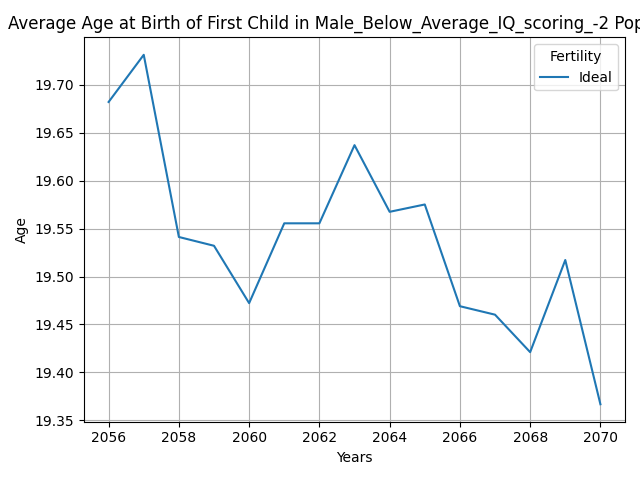 Average Age at Birth of First Child in Male_Below_Average_IQ_scoring_-2 Pop
Fertility
Ideal
19.70
19.65
19.60
19.55
19.50
19.45
19.40
19.35
Age
2056 2058 2060 2062 2064 2066 2068 2070
Years